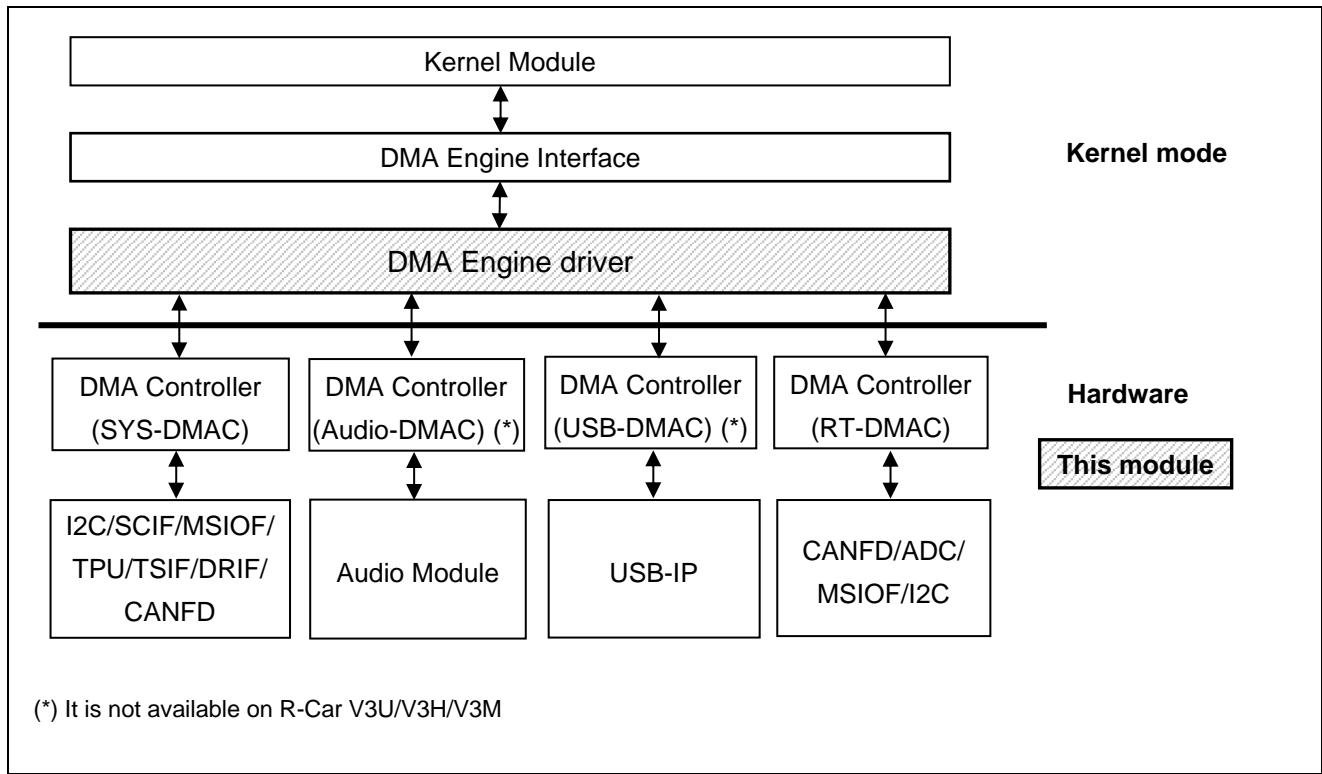 Kernel Module
DMA Engine Interface
Kernel mode
DMA Engine driver
DMA Controller
(SYS-DMAC)
DMA Controller
(Audio-DMAC) (*)
DMA Controller
(USB-DMAC) (*)
DMA Controller
(RT-DMAC)
Hardware
This module
I2C/SCIF/MSIOF/
TPU/TSIF/DRIF/
CANFD
Audio Module
USB-IP
CANFD/ADC/
MSIOF/I2C
(*) It is not available on R-Car V3U/V3H/V3M